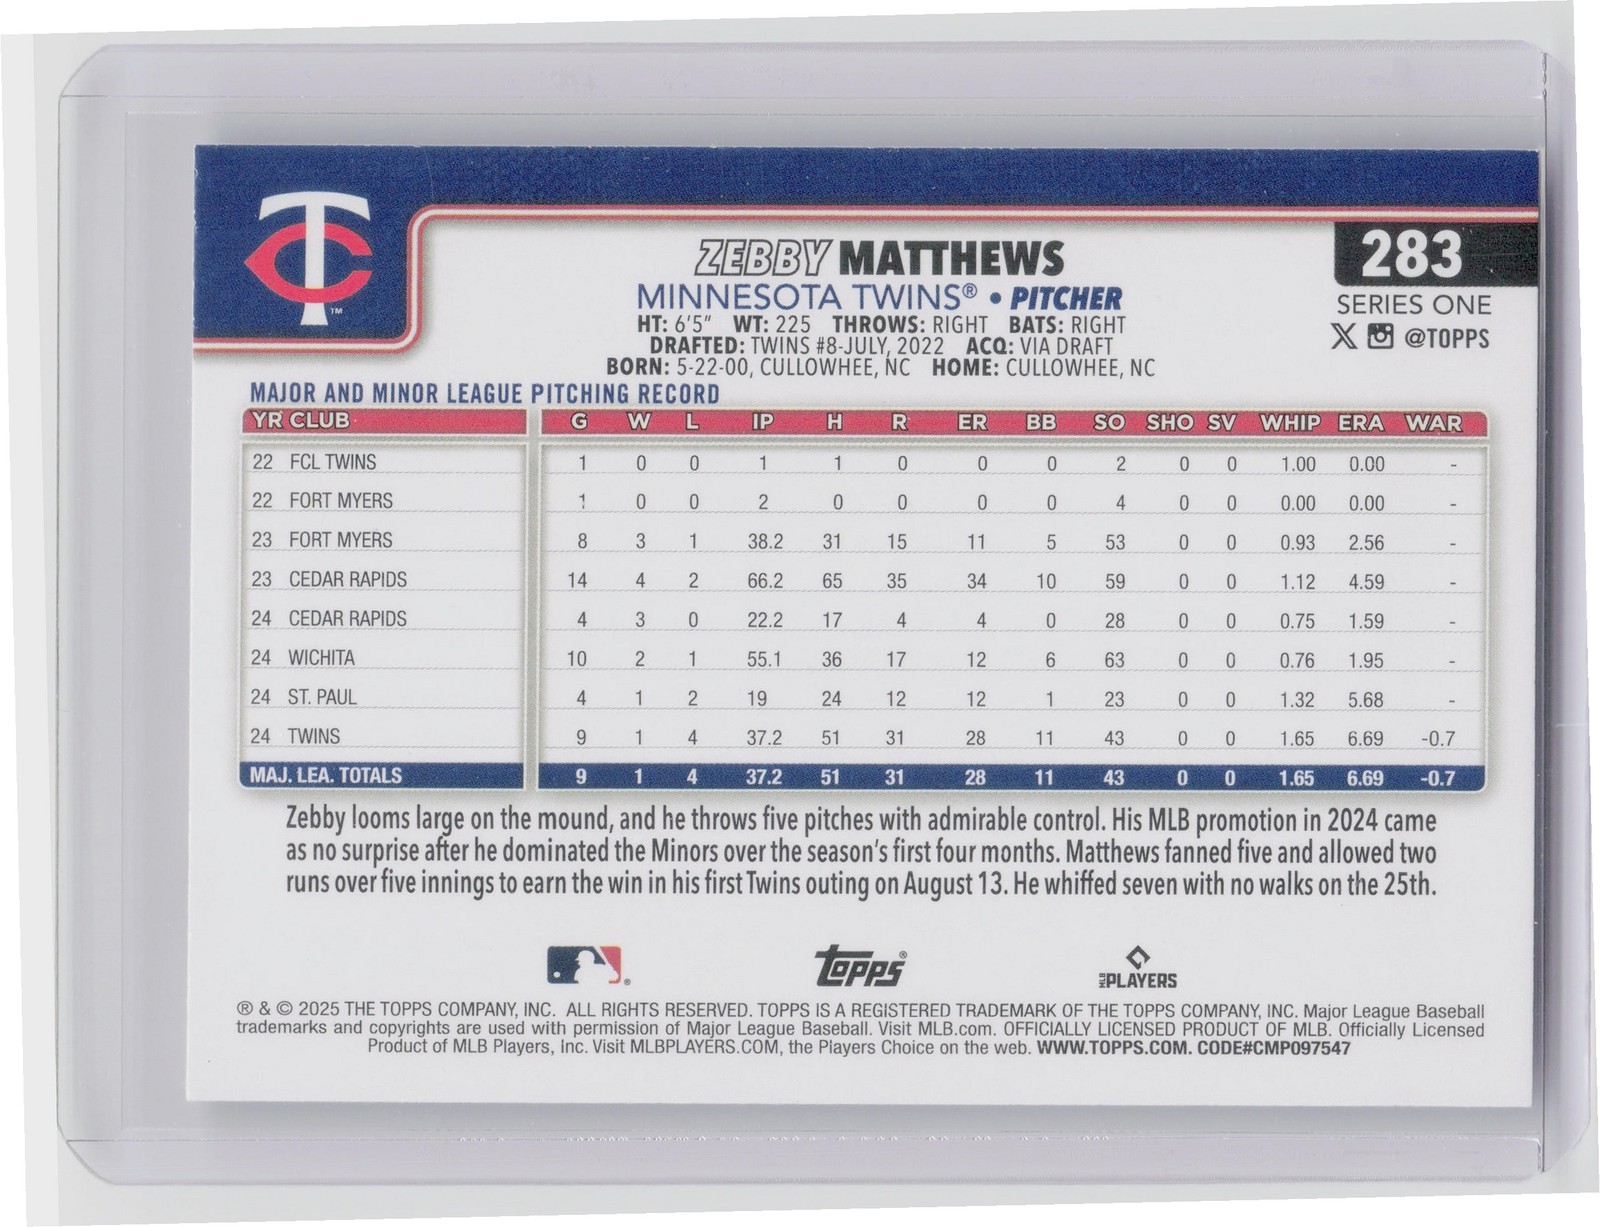 TC™
ZEBBY MATTHEWS
283
MINNESOTA TWINS® • PITCHER
SERIES ONE
HT: 6'5" WT: 225 THROWS: RIGHT BATS: RIGHT
X @TOPPS
DRAFTED: TWINS #8-JULY, 2022 ACQ: VIA DRAFT
BORN: 5-22-00, CULLOWHEE, NC HOME: CULLOWHEE, NC
MAJOR AND MINOR LEAGUE PITCHING RECORD
YR CLUB G W L IP H R ER BB SO SHO SV WHIP ERA WAR
22 FCL TWINS 1 0 0 1 1 0 0 0 2 0 0 1.00 0.00 -
22 FORT MYERS 1 0 0 2 0 0 0 0 4 0 0 0.00 0.00 -
23 FORT MYERS 8 3 1 38.2 31 15 11 5 53 0 0 0.93 2.56 -
23 CEDAR RAPIDS 14 4 2 66.2 65 35 34 10 59 0 0 1.12 4.59 -
24 CEDAR RAPIDS 4 3 0 22.2 17 4 4 0 28 0 0 0.75 1.59 -
24 WICHITA 10 2 1 55.1 36 17 12 6 63 0 0 0.76 1.95 -
24 ST. PAUL 4 1 2 19 24 12 12 1 23 0 0 1.32 5.68 -
24 TWINS 9 1 4 37.2 51 31 28 11 43 0 0 1.65 6.69 -0.7
MAJ. LEA. TOTALS 9 1 4 37.2 51 31 28 11 43 0 0 1.65 6.69 -0.7
Zebby looms large on the mound, and he throws five pitches with admirable control. His MLB promotion in 2024 came
as no surprise after he dominated the Minors over the season's first four months. Matthews fanned five and allowed two
runs over five innings to earn the win in his first Twins outing on August 13. He whiffed seven with no walks on the 25th.
® topps® MLB PLAYERS
® & © 2025 THE TOPPS COMPANY, INC. ALL RIGHTS RESERVED. TOPPS IS A REGISTERED TRADEMARK OF THE TOPPS COMPANY, INC. Major League Baseball
trademarks and copyrights are used with permission of Major League Baseball. Visit MLB.com. OFFICIALLY LICENSED PRODUCT OF MLB. Officially Licensed
Product of MLB Players, Inc. Visit MLBPLAYERS.COM, the Players Choice on the web. WWW.TOPPS.COM. CODE#CMP097547